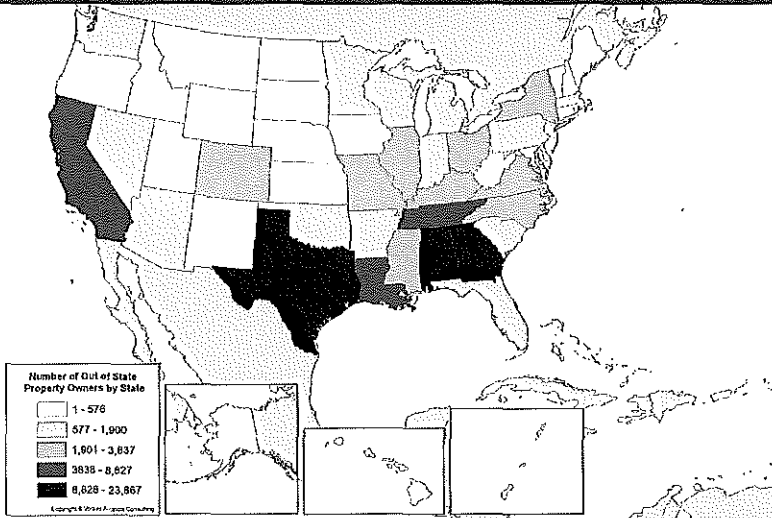 Number of Out of State
Property Owners by State
1 - 576
577 - 1,900
1,901 - 3,837
3838 - 8,827
8,828 - 23,867
Consulting